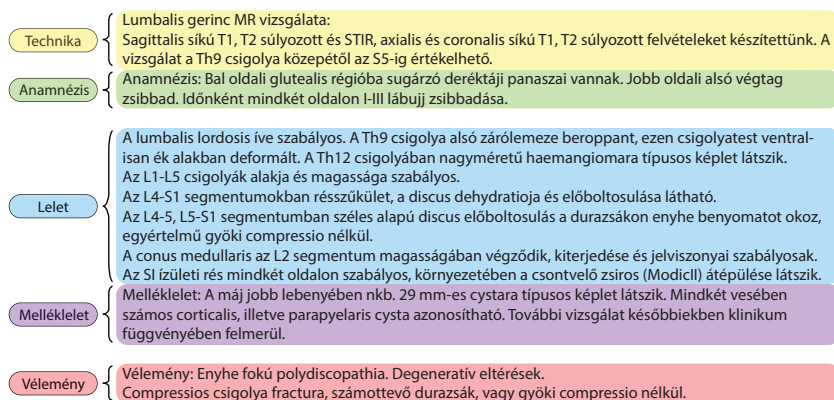 Technika
Lumbalis gerinc MR vizsgálata:
Sagittalis síkú T1, T2 súlyozott és STIR, axialis és coronalis síkú T1, T2 súlyozott felvételeket készítettünk. A
vizsgálat a Th9 csigolya közepétől az S5-ig értékelhető.
Anamnézis
Anamnézis: Bal oldali glutealis régióba sugárzó deréktáji panaszai vannak. Jobb oldali alsó végtag
zsibbad. Időnként mindkét oldalon I-III lábujj zsibbadása.
Lelet
A lumbalis lordosis íve szabályos. A Th9 csigolya alsó zárólemeze beroppant, ezen csigolyatest ventral-
isan ék alakban deformált. A Th12 csigolyában nagyméretű haemangiomara típusos képlet látszik.
Az L1-L5 csigolyák alakja és magassága szabályos.
Az L4-S1 segmentumokban résszűkület, a discus dehydratioja és előboltosulása látható.
Az L4-5, L5-S1 segmentumban széles alapú discus előboltosulás a durazsákon enyhe benyomatot okoz,
egyértelmű gyöki compressio nélkül.
A conus medullaris az L2 segmentum magasságában végződik, kiterjedése és jelviszonyai szabályosak.
Az SI ízületi rés mindkét oldalon szabályos, környezetében a csontvelő zsiros (ModicII) átépülése látszik.
Melléklelet
Melléklelet: A máj jobb lebenyében nkb. 29 mm-es cystara típusos képlet látszik. Mindkét vesében
számos corticalis, illetve parapyelaris cysta azonosítható. További vizsgálat későbbiekben klinikum
függvényében felmerül.
Vélemény
Vélemény: Enyhe fokú polydiscopathia. Degeneratív eltérések.
Compressios csigolya fractura, számottevő durazsák, vagy gyöki compressio nélkül.